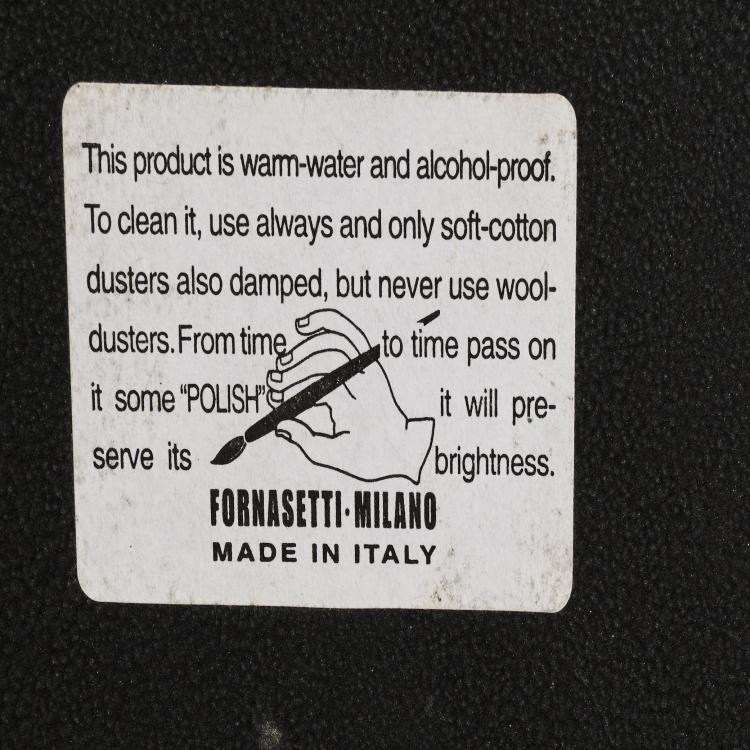 This product is warm-water and alcohol-proof.
To clean it, use always and only soft-cotton
dusters also damped, but never use wool-
dusters. From time to time pass on
it some "POLISH" it will pre-
serve its brightness.
FORNASETTI·MILANO
MADE IN ITALY